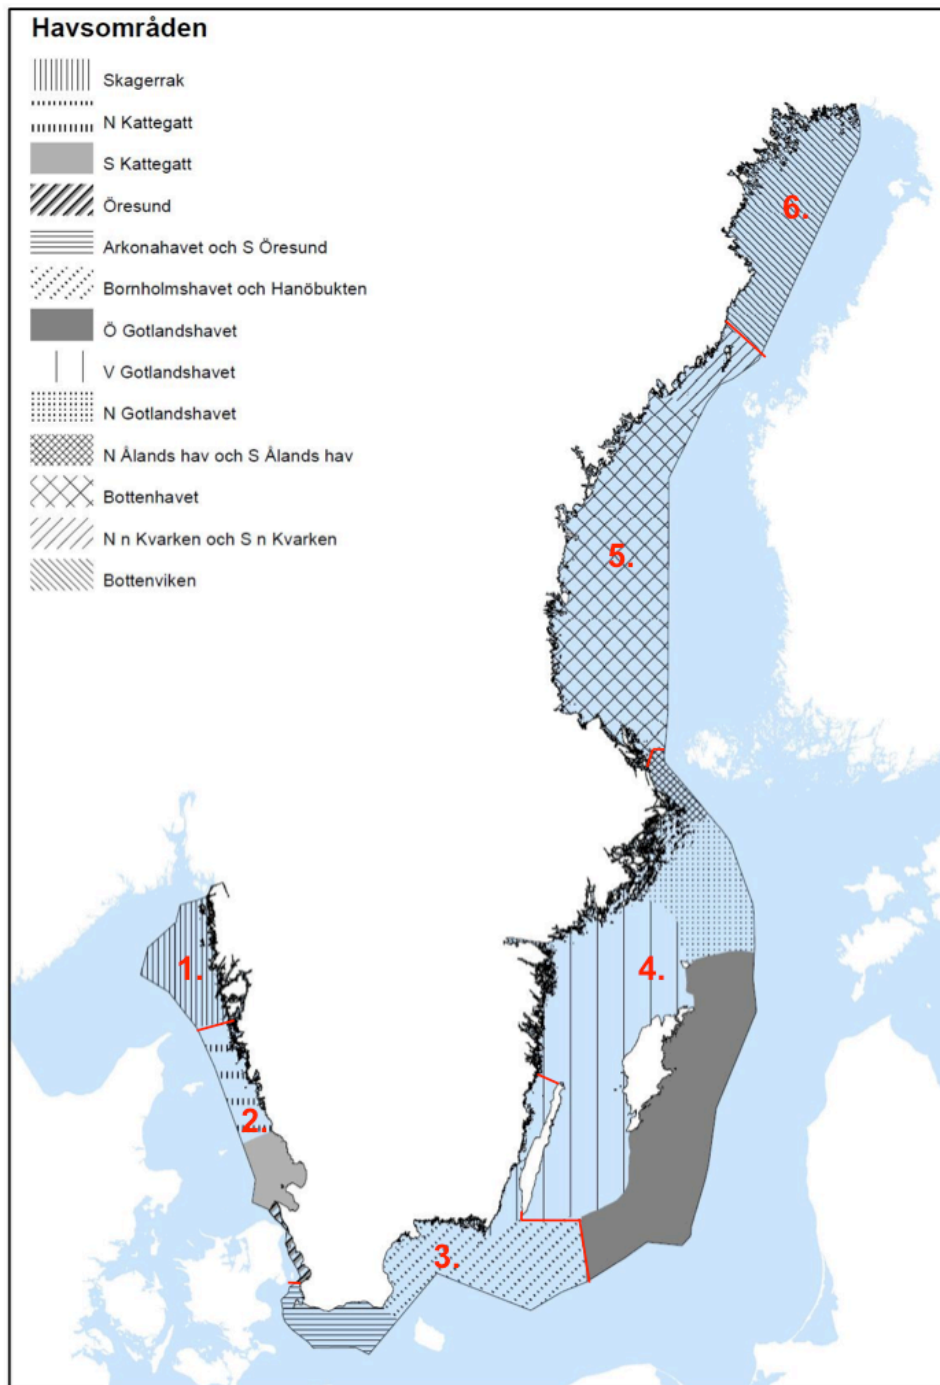 Havsområden
Skagerrak
N Kattegatt
S Kattegatt
Öresund
Arkonahavet och S Öresund
Bornholmshavet och Hanöbukten
Ö Gotlandshavet
V Gotlandshavet
N Gotlandshavet
N Ålands hav och S Ålands hav
Bottenhavet
N n Kvarken och S n Kvarken
Bottenviken
6.
5.
4.
1.
2.
3.